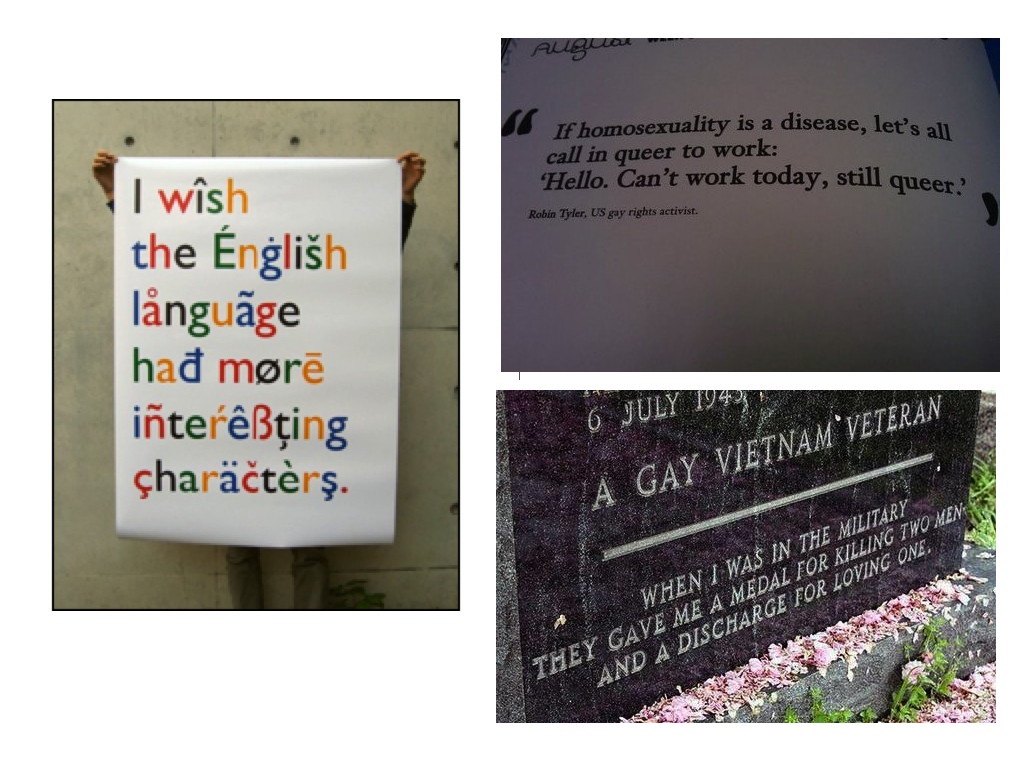 I wîsh
the Énġlišh
långuãge
hađ mørē
iñteŕêßţing
çharäčtèrş.
August
“ If homosexuality is a disease, let's all
call in queer to work:
‘Hello. Can't work today, still queer.’
Robin Tyler, US gay rights activist.
6 JULY 1943
A GAY VIETNAM VETERAN
WHEN I WAS IN THE MILITARY
THEY GAVE ME A MEDAL FOR KILLING TWO MEN
AND A DISCHARGE FOR LOVING ONE.